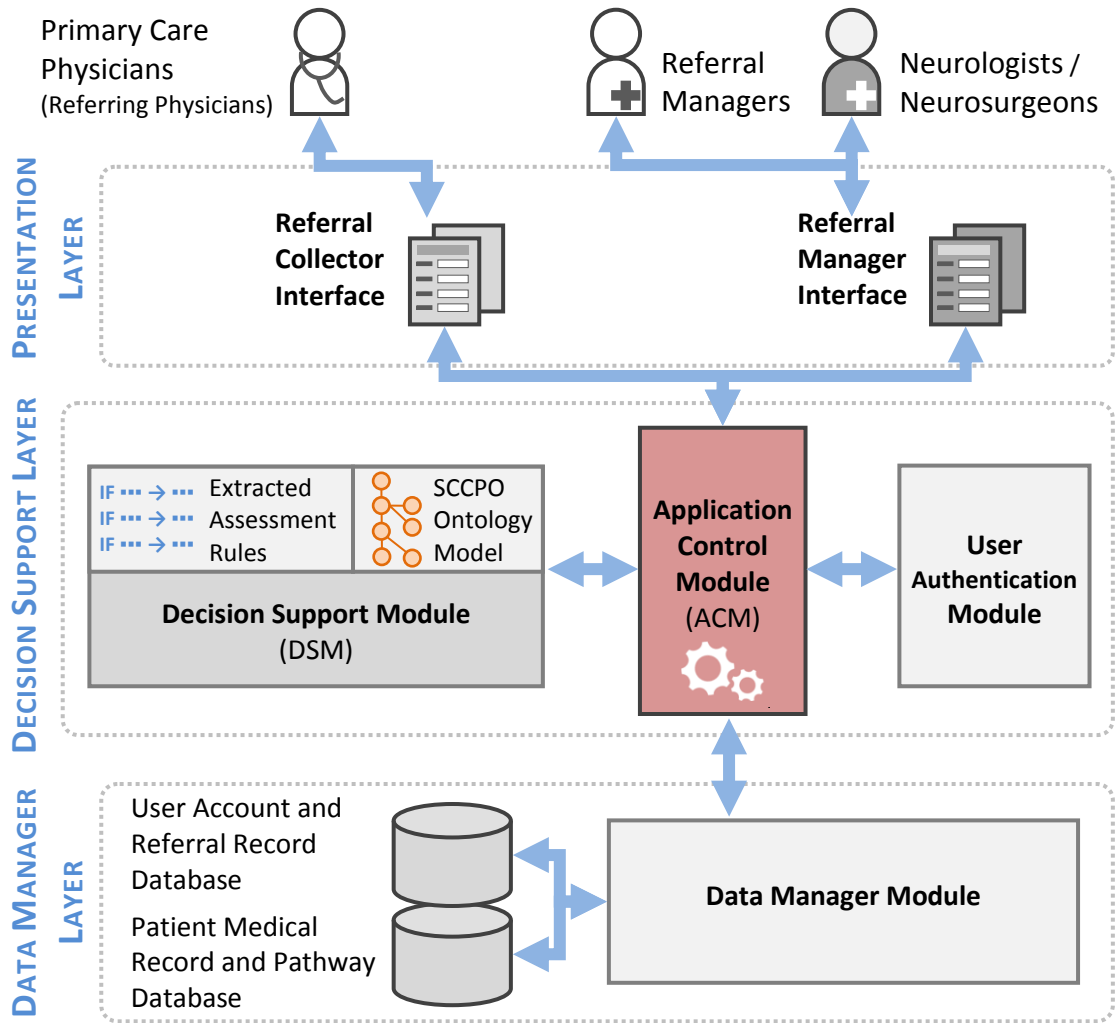 Primary Care
Physicians
(Referring Physicians)
Referral
Managers
Neurologists /
Neurosurgeons
PRESENTATION
LAYER
Referral
Collector
Interface
Referral
Manager
Interface
DECISION SUPPORT LAYER
IF ··· → ··· Extracted
IF ··· → ··· Assessment
IF ··· → ··· Rules
SCCPO
Ontology
Model
Decision Support Module
(DSM)
Application
Control
Module
(ACM)
User
Authentication
Module
DATA MANAGER
LAYER
User Account and
Referral Record
Database
Patient Medical
Record and Pathway
Database
Data Manager Module